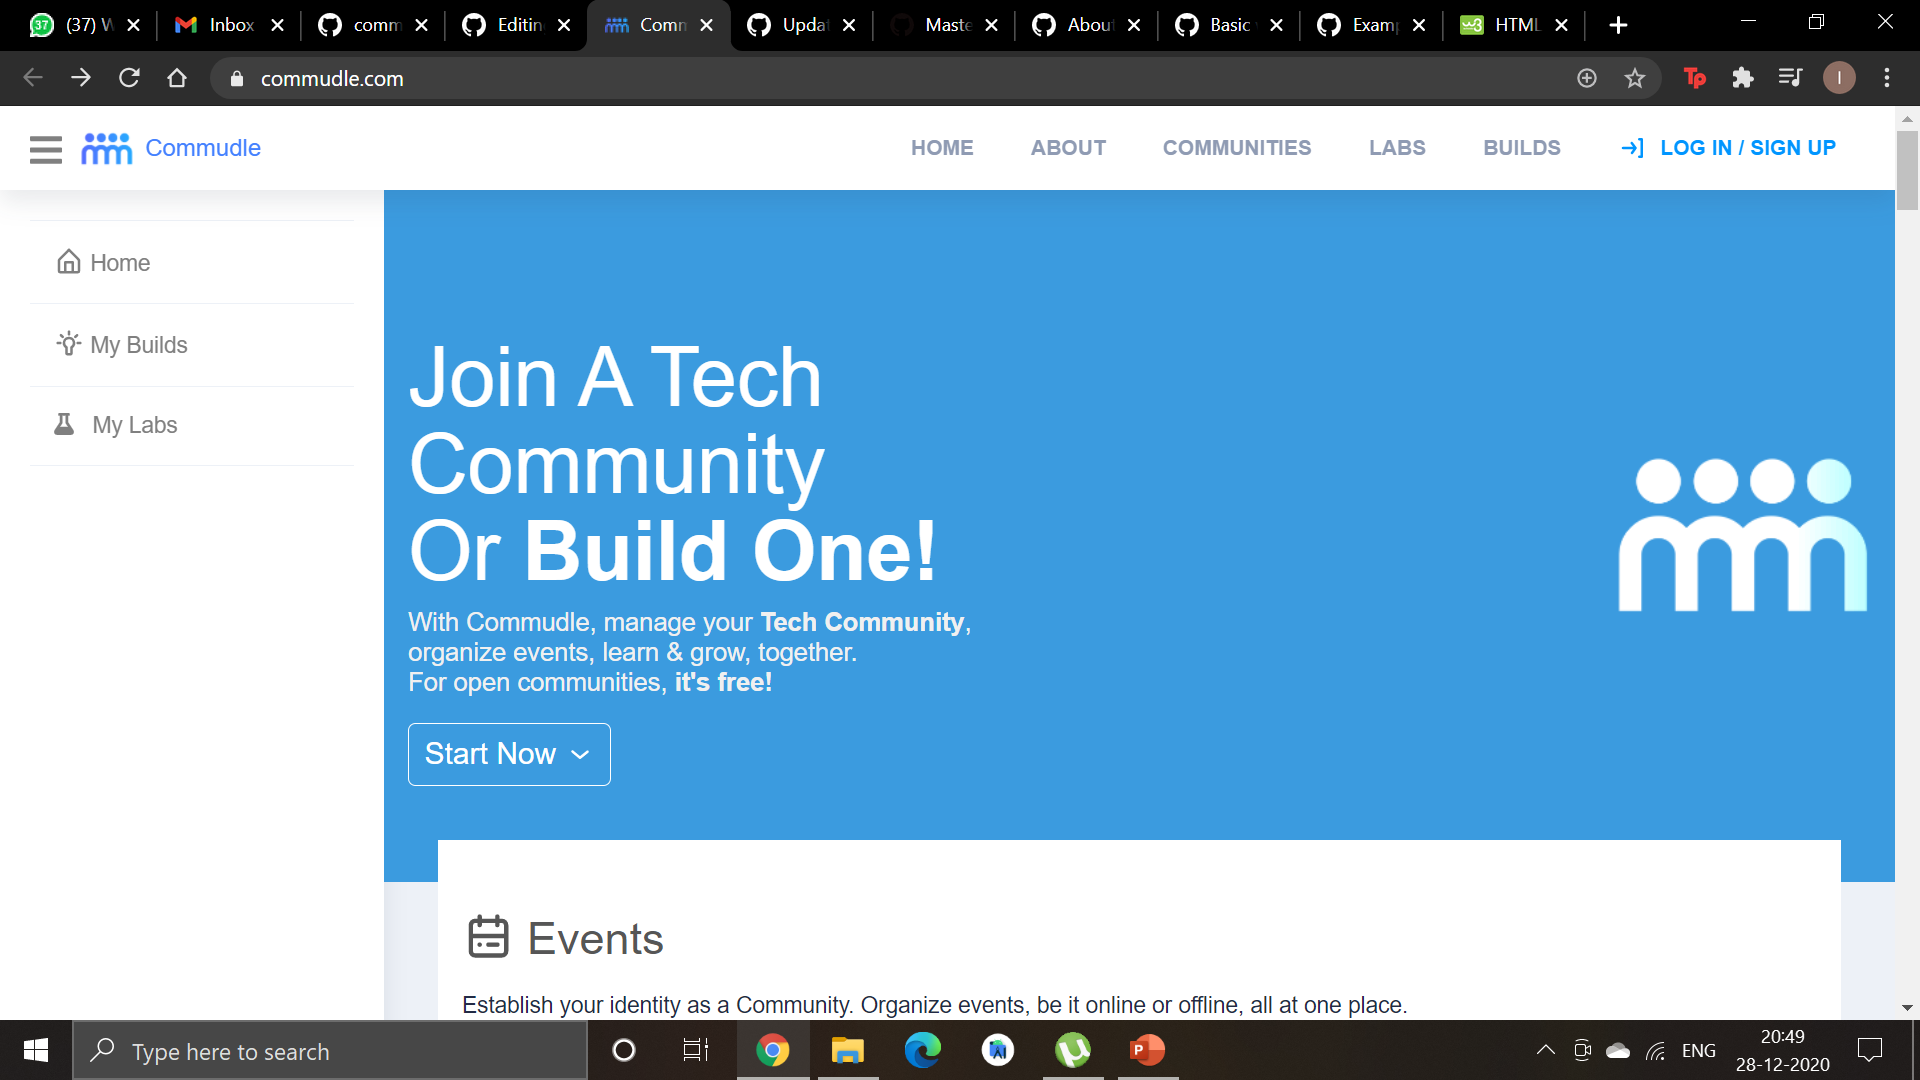 37 (37) W
Inbox
comm
Editin
Comm
Updat
Maste
About
Basic
Examp
HTML
commudle.com
Tp
I
Commudle
HOME ABOUT COMMUNITIES LABS BUILDS LOG IN / SIGN UP
Home
My Builds
My Labs
Join A Tech
Community
Or Build One!
With Commudle, manage your Tech Community,
organize events, learn & grow, together.
For open communities, it's free!
Start Now
Events
Establish your identity as a Community. Organize events, be it online or offline, all at one place.
Type here to search
ENG
20:49
28-12-2020